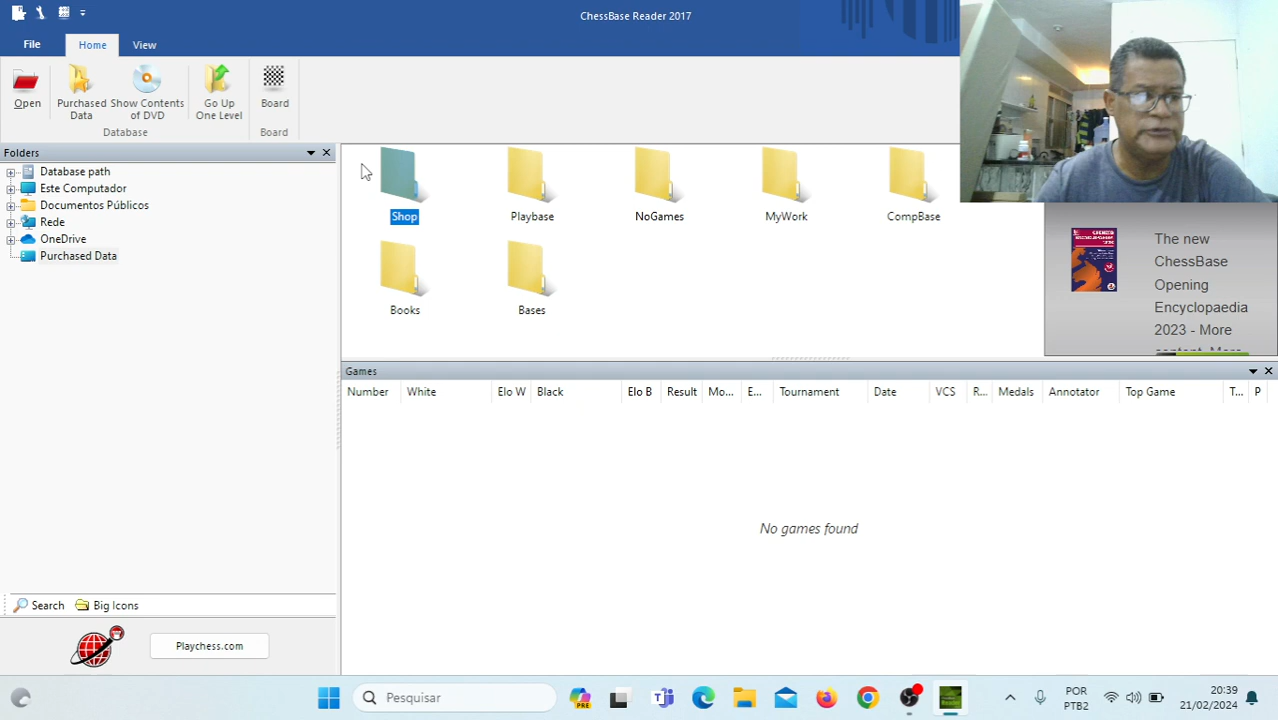 ChessBase Reader 2017
File
Home
View
Open
Purchased Data
Show Contents of DVD
Go Up One Level
Board
Database
Board
Folders
Database path
Este Computador
Documentos Públicos
Rede
OneDrive
Purchased Data
Shop
Playbase
NoGames
MyWork
CompBase
Books
Bases
The new
ChessBase
Opening
Encyclopaedia
2023 - More
content. More
Games
Number White Elo W Black Elo B Result Mo... E... Tournament Date VCS R... Medals Annotator Top Game T... P
No games found
Search Big Icons
Playchess.com
Pesquisar
PRE
POR
PTB2
20:39
21/02/2024